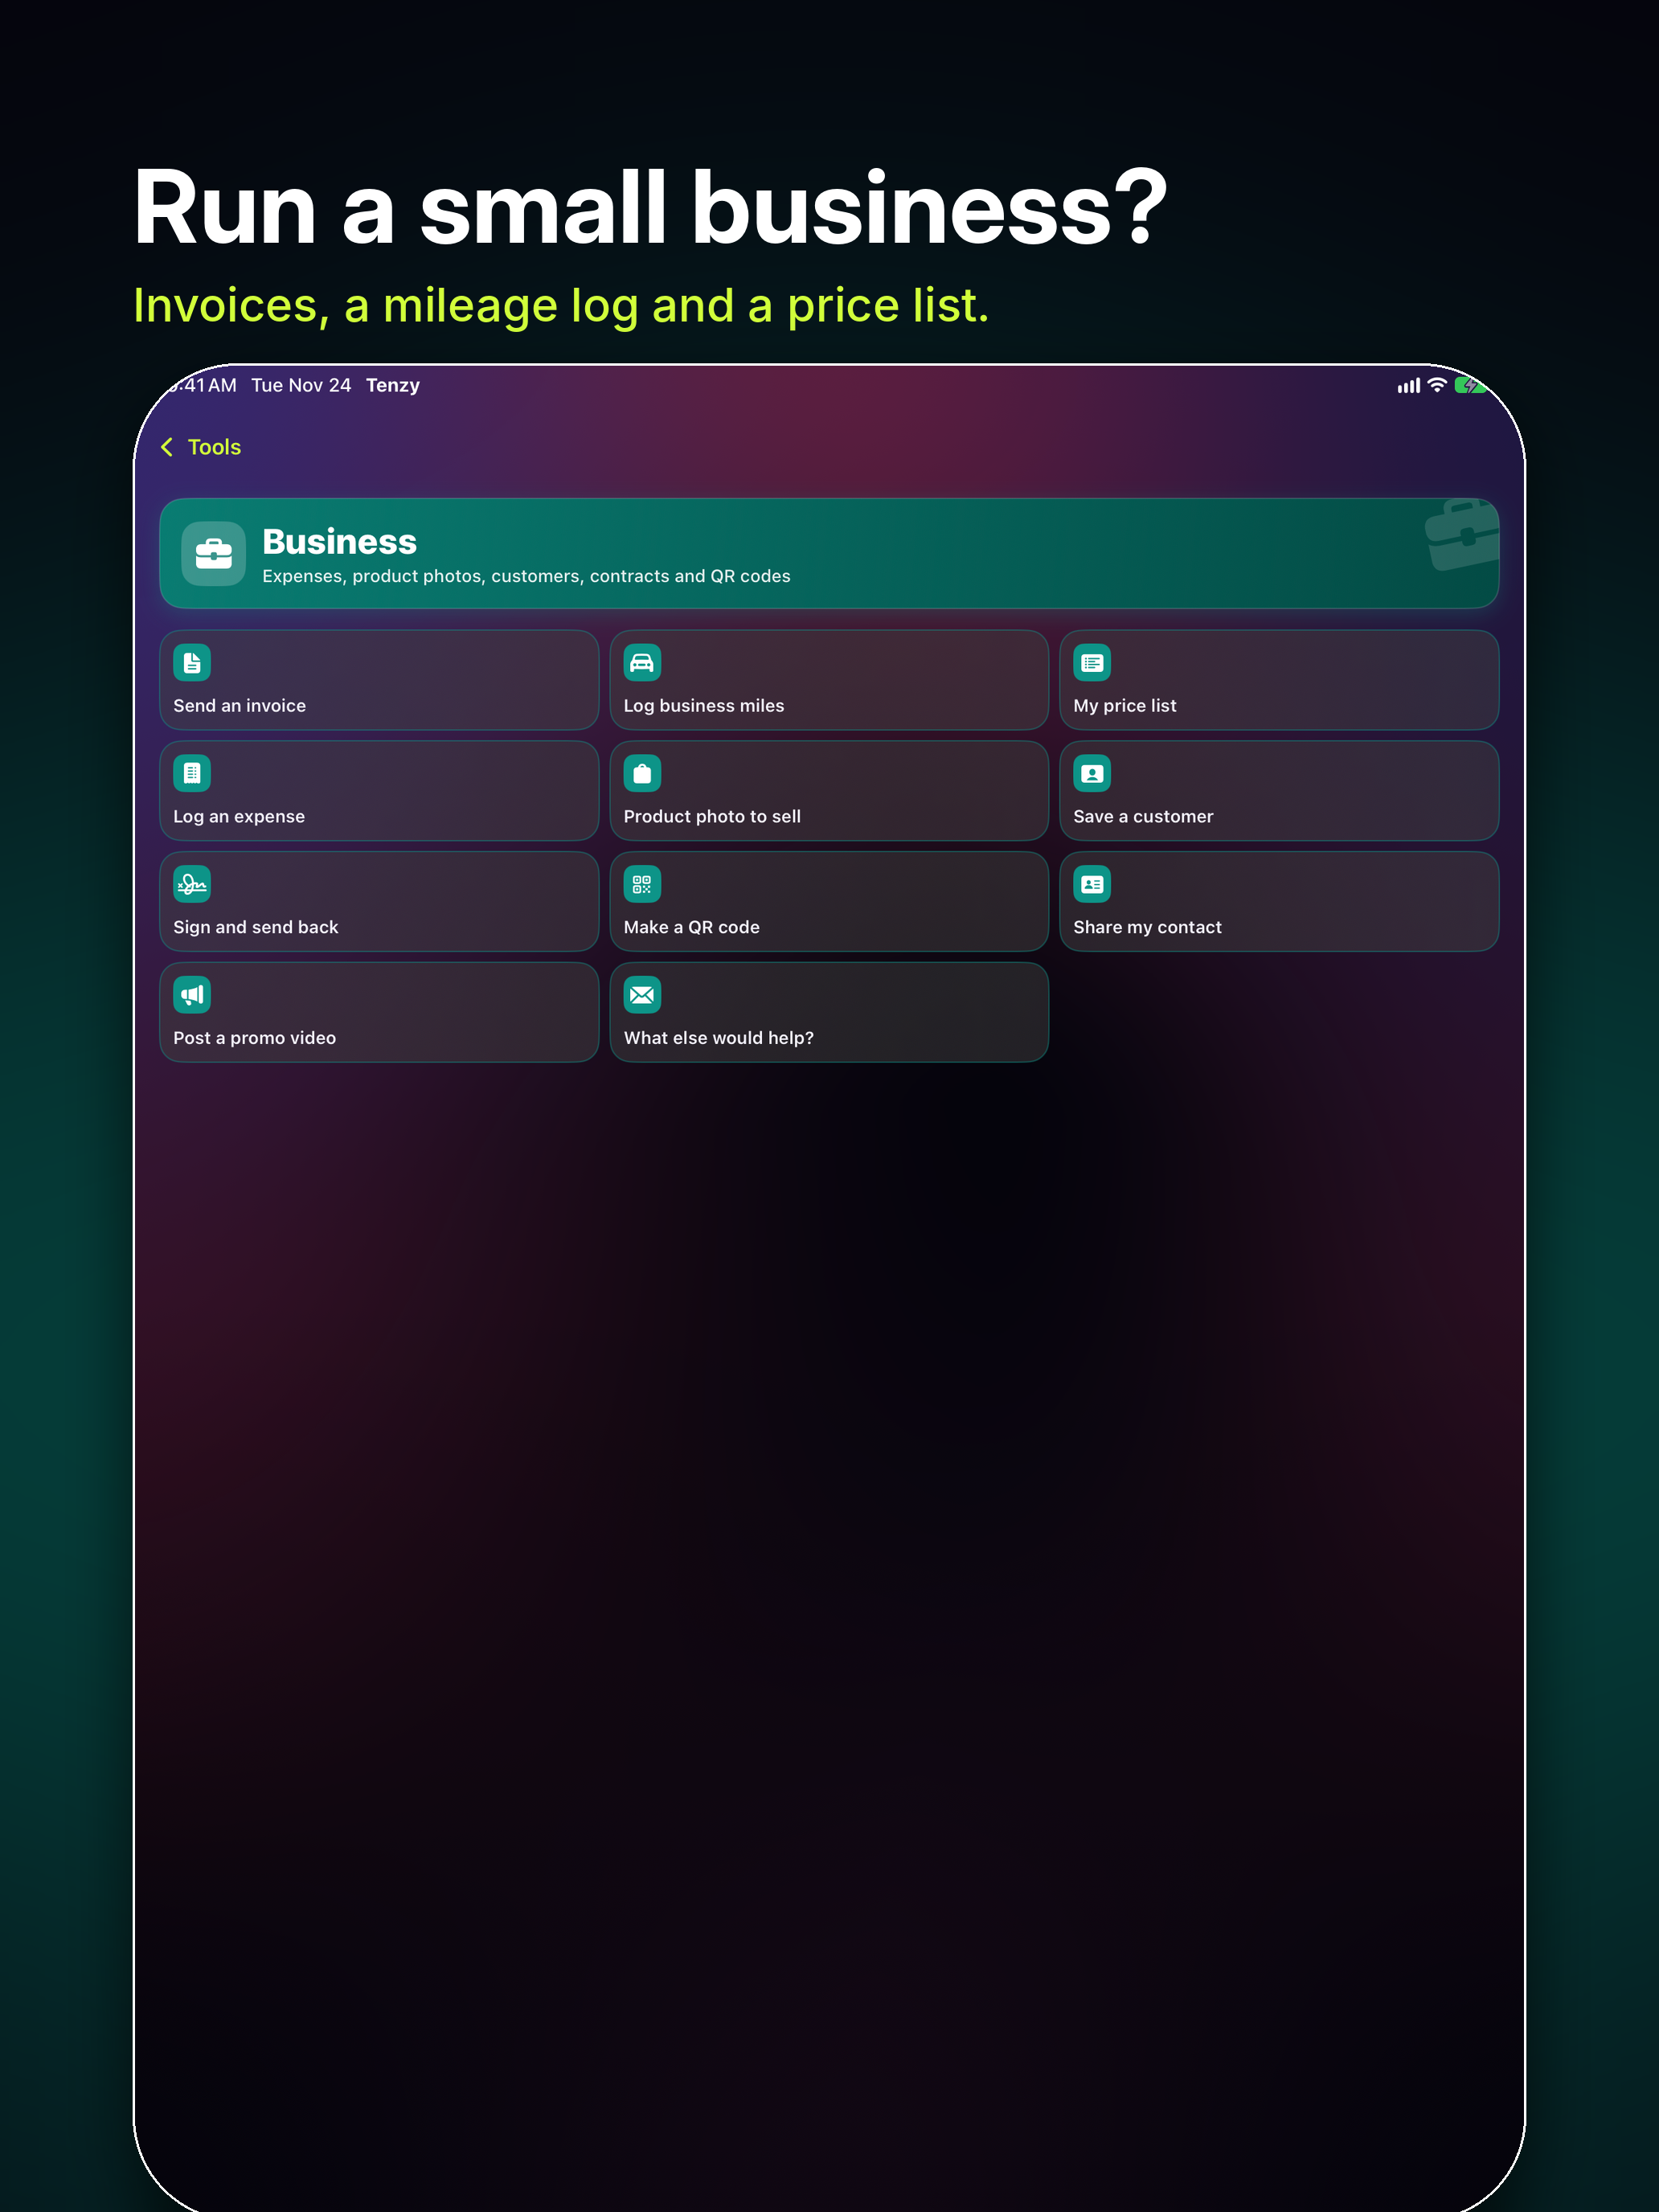 Run a small business?
Invoices, a mileage log and a price list.
:41 AM Tue Nov 24 Tenzy
Tools
Business
Expenses, product photos, customers, contracts and QR codes
Send an invoice
Log business miles
My price list
Log an expense
Product photo to sell
Save a customer
Sign and send back
Make a QR code
Share my contact
Post a promo video
What else would help?